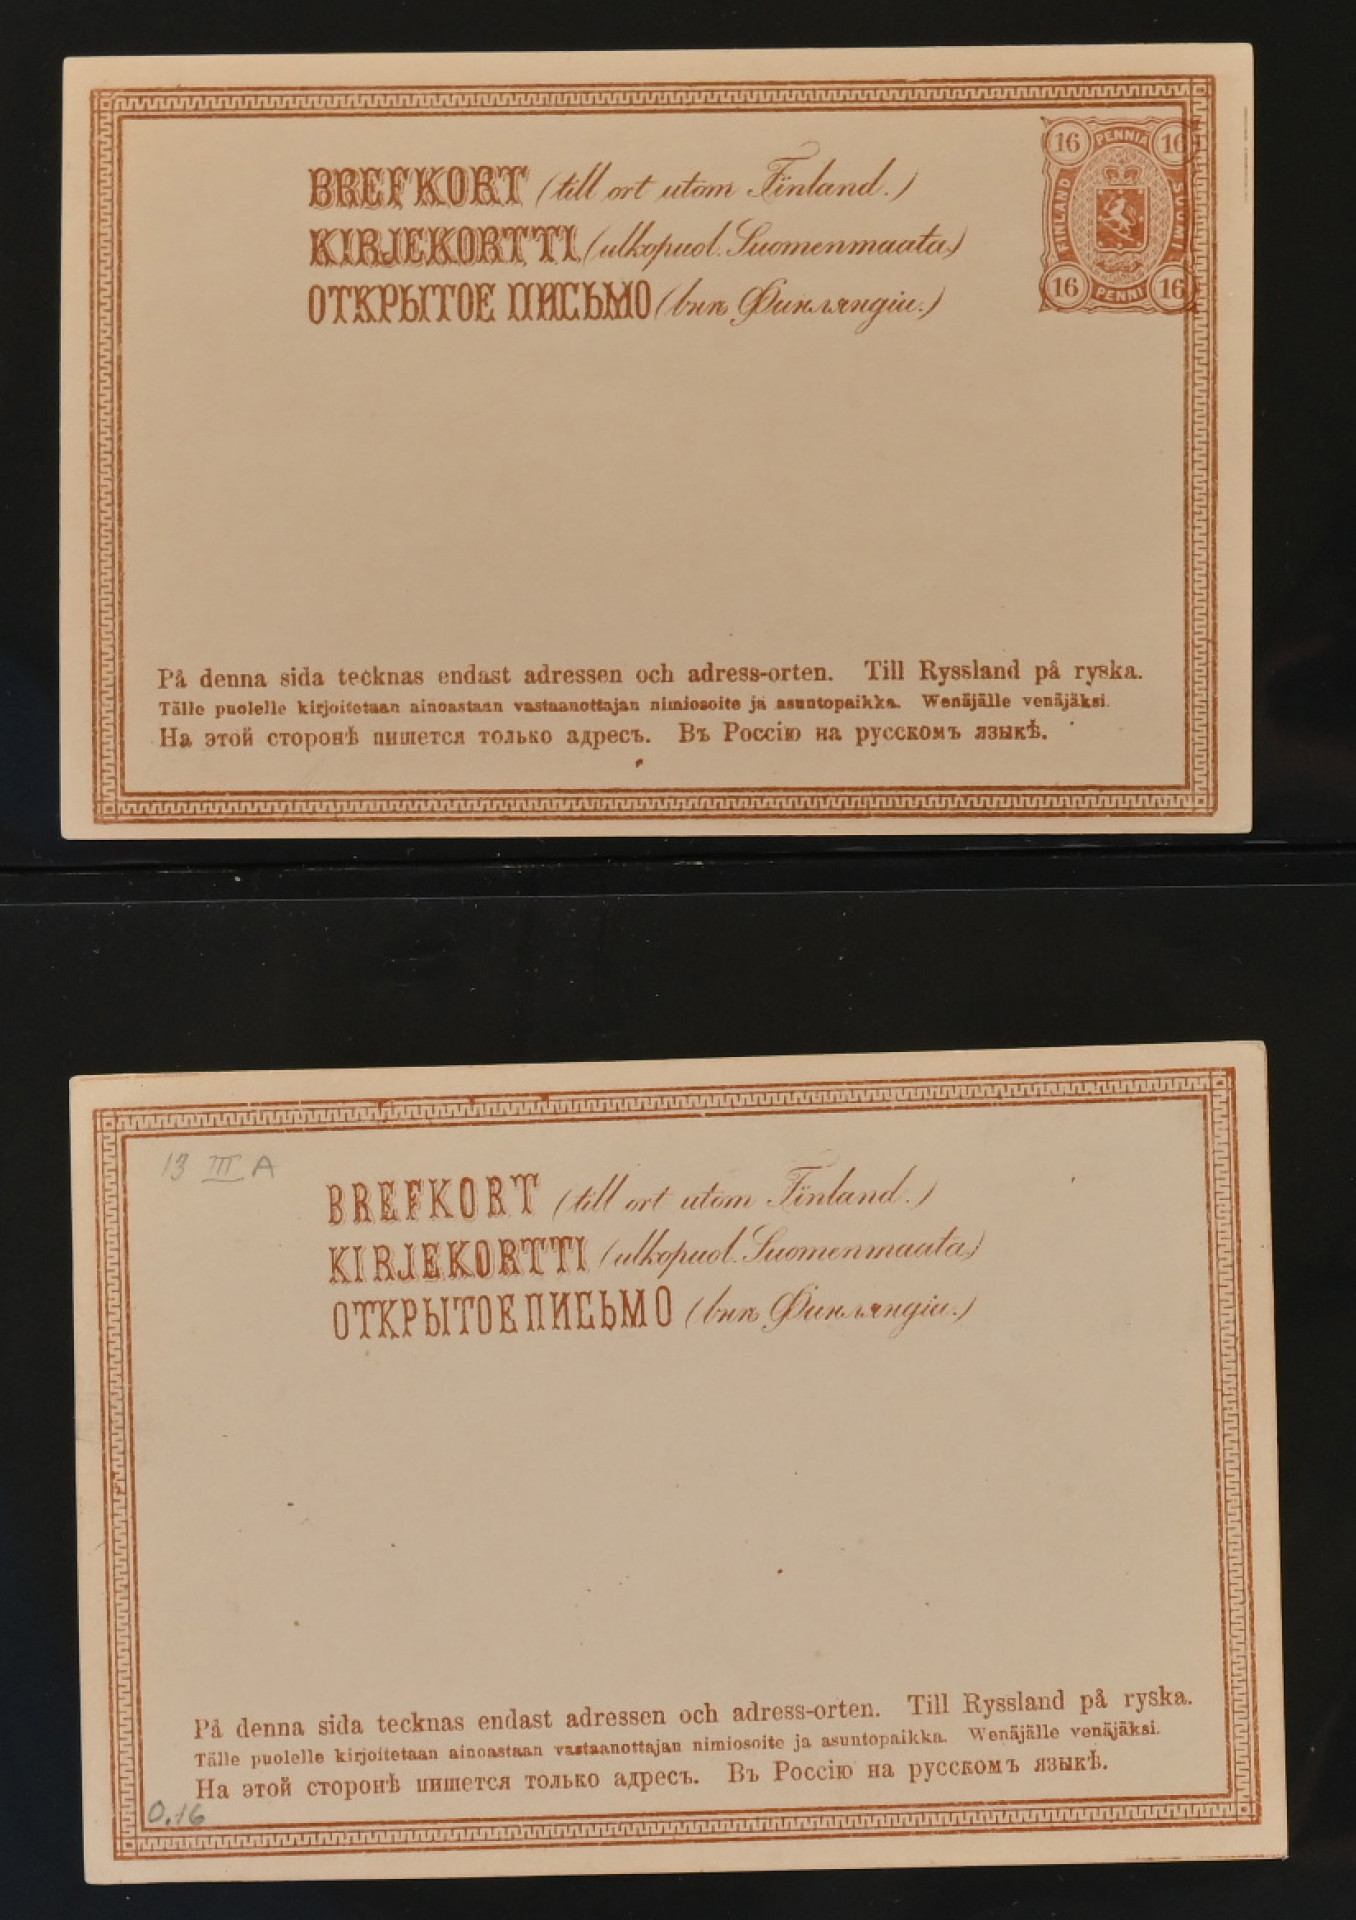 16 PENNIA 16
FINLAND SUOMI
16 PENNI 16
BREFKORT (till ort utom Finland.)
KIRJEKORTTI (ulkopuol. Suomenmaata)
ОТКРЫТОЕ ПИСЬМО (внѣ Финляндіи.)
På denna sida tecknas endast adressen och adress-orten. Till Ryssland på ryska.
Tälle puolelle kirjoitetaan ainoastaan vastaanottajan nimiosoite ja asuntopaikka. Wenäjälle venäjäksi.
На этой сторонѣ пишется только адресъ. Въ Россію на русскомъ языкѣ.
13 III A
BREFKORT (till ort utom Finland.)
KIRJEKORTTI (ulkopuol. Suomenmaata)
ОТКРЫТОЕ ПИСЬМО (внѣ Финляндіи.)
På denna sida tecknas endast adressen och adress-orten. Till Ryssland på ryska.
Tälle puolelle kirjoitetaan ainoastaan vastaanottajan nimiosoite ja asuntopaikka. Wenäjälle venäjäksi.
На этой сторонѣ пишется только адресъ. Въ Россію на русскомъ языкѣ.
0.16